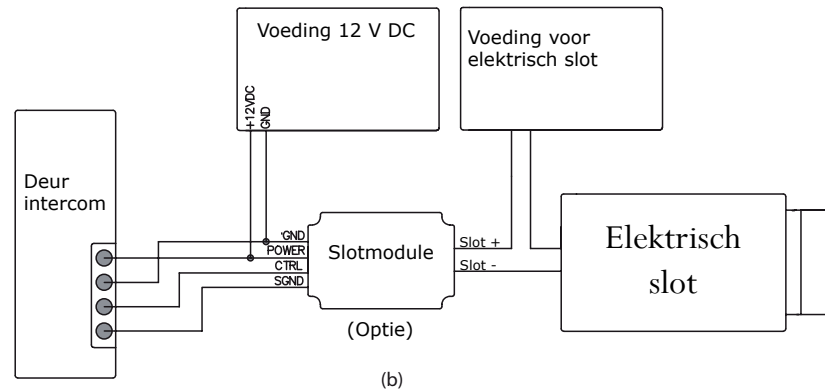 Voeding 12 V DC
Voeding voor
elektrisch slot
+12VDC
GND
Deur
intercom
'GND
POWER
CTRL
SGND
Slotmodule
Slot +
Slot -
Elektrisch
slot
(Optie)
(b)